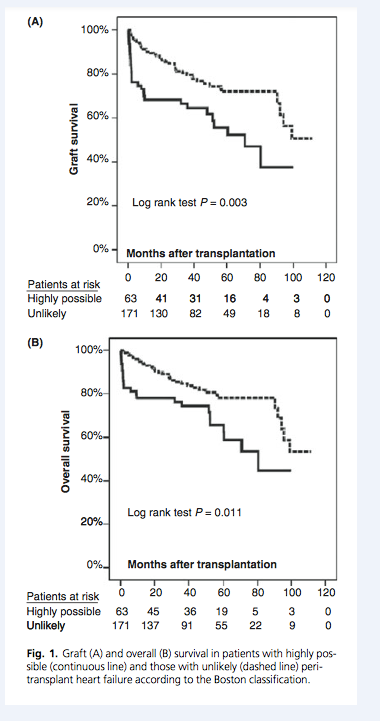 (A)
100%
80%
60%
40%
20%
0%
Graft survival
Log rank test P = 0.003
Months after transplantation
0 20 40 60 80 100 120
Patients at risk
Highly possible 63 41 31 16 4 3 0
Unlikely 171 130 82 49 18 8 0
(B)
100%
80%
60%
40%
20%
0%
Overall survival
Log rank test P = 0.011
Months after transplantation
0 20 40 60 80 100 120
Patients at risk
Highly possible 63 45 36 19 5 3 0
Unlikely 171 137 91 55 22 9 0
Fig. 1. Graft (A) and overall (B) survival in patients with highly pos-
sible (continuous line) and those with unlikely (dashed line) peri-
transplant heart failure according to the Boston classification.